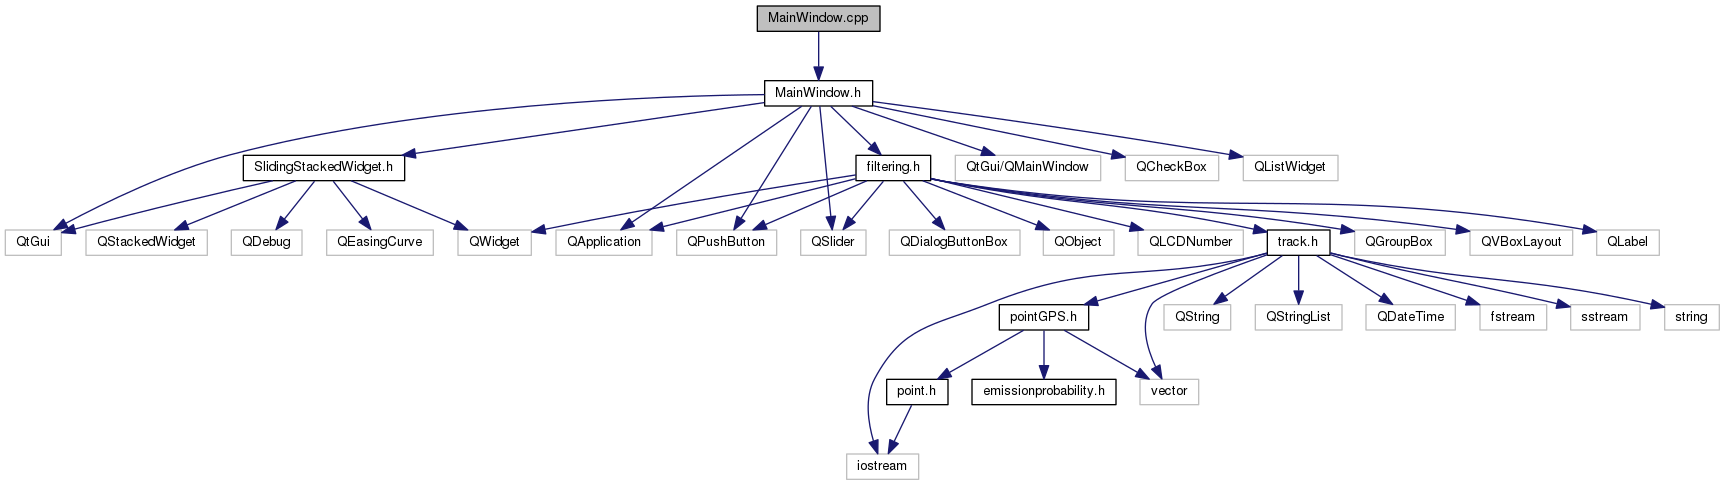 MainWindow.cpp
MainWindow.h
SlidingStackedWidget.h
filtering.h
QtGui/QMainWindow
QCheckBox
QListWidget
QtGui
QStackedWidget
QDebug
QEasingCurve
QWidget
QApplication
QPushButton
QSlider
QDialogButtonBox
QObject
QLCDNumber
track.h
QGroupBox
QVBoxLayout
QLabel
pointGPS.h
QString
QStringList
QDateTime
fstream
sstream
string
point.h
emissionprobability.h
vector
iostream